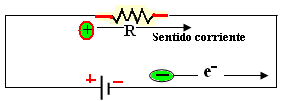 +
R
Sentido corriente
+ −
− e⁻